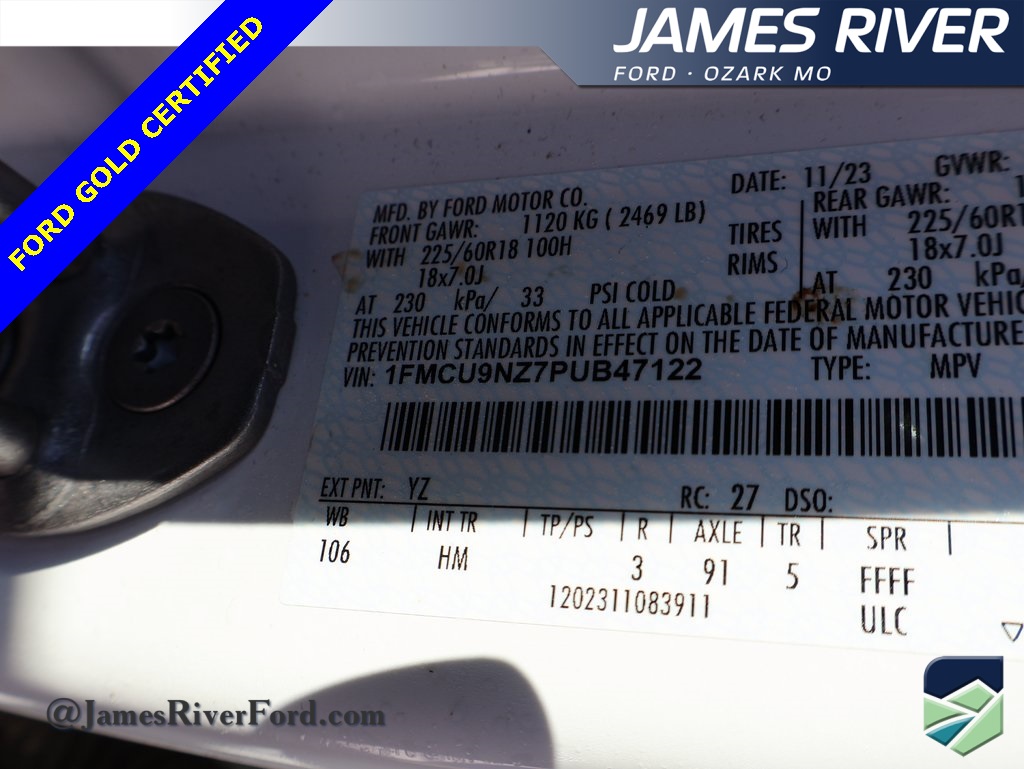 FORD GOLD CERTIFIED
JAMES RIVER
FORD · OZARK MO
MFD. BY FORD MOTOR CO. DATE: 11/23 GVWR:
FRONT GAWR: 1120 KG ( 2469 LB) REAR GAWR:
WITH 225/60R18 100H TIRES WITH
18x7.0J RIMS 18x7.0J
AT 230 kPa/ 33 PSI COLD AT 230 kPa/
THIS VEHICLE CONFORMS TO ALL APPLICABLE FEDERAL MOTOR
PREVENTION STANDARDS IN EFFECT ON THE DATE OF MANUFACTURE
VIN: 1FMCU9NZ7PUB47122 TYPE: MPV
EXT PNT: YZ RC: 27 DSO:
WB | INT TR | TP/PS | R | AXLE | TR | SPR |
106 HM 3 91 5 FFFF
1202311083911 ULC
@JamesRiverFord.com